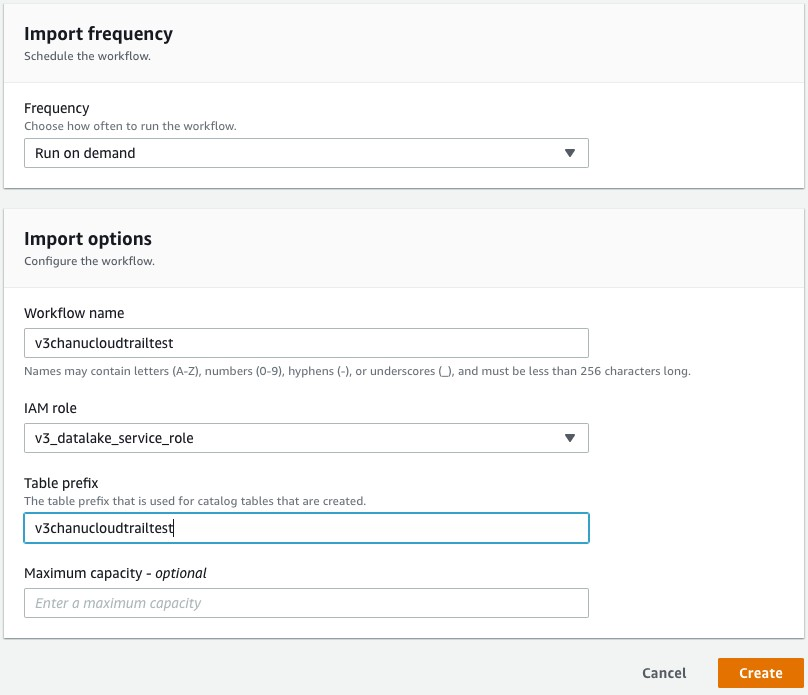 Import frequency
Schedule the workflow.
Frequency
Choose how often to run the workflow.
Run on demand
Import options
Configure the workflow.
Workflow name
v3chanucloudtrailtest
Names may contain letters (A-Z), numbers (0-9), hyphens (-), or underscores (_), and must be less than 256 characters long.
IAM role
v3_datalake_service_role
Table prefix
The table prefix that is used for catalog tables that are created.
v3chanucloudtrailtest
Maximum capacity - optional
Enter a maximum capacity
Cancel Create